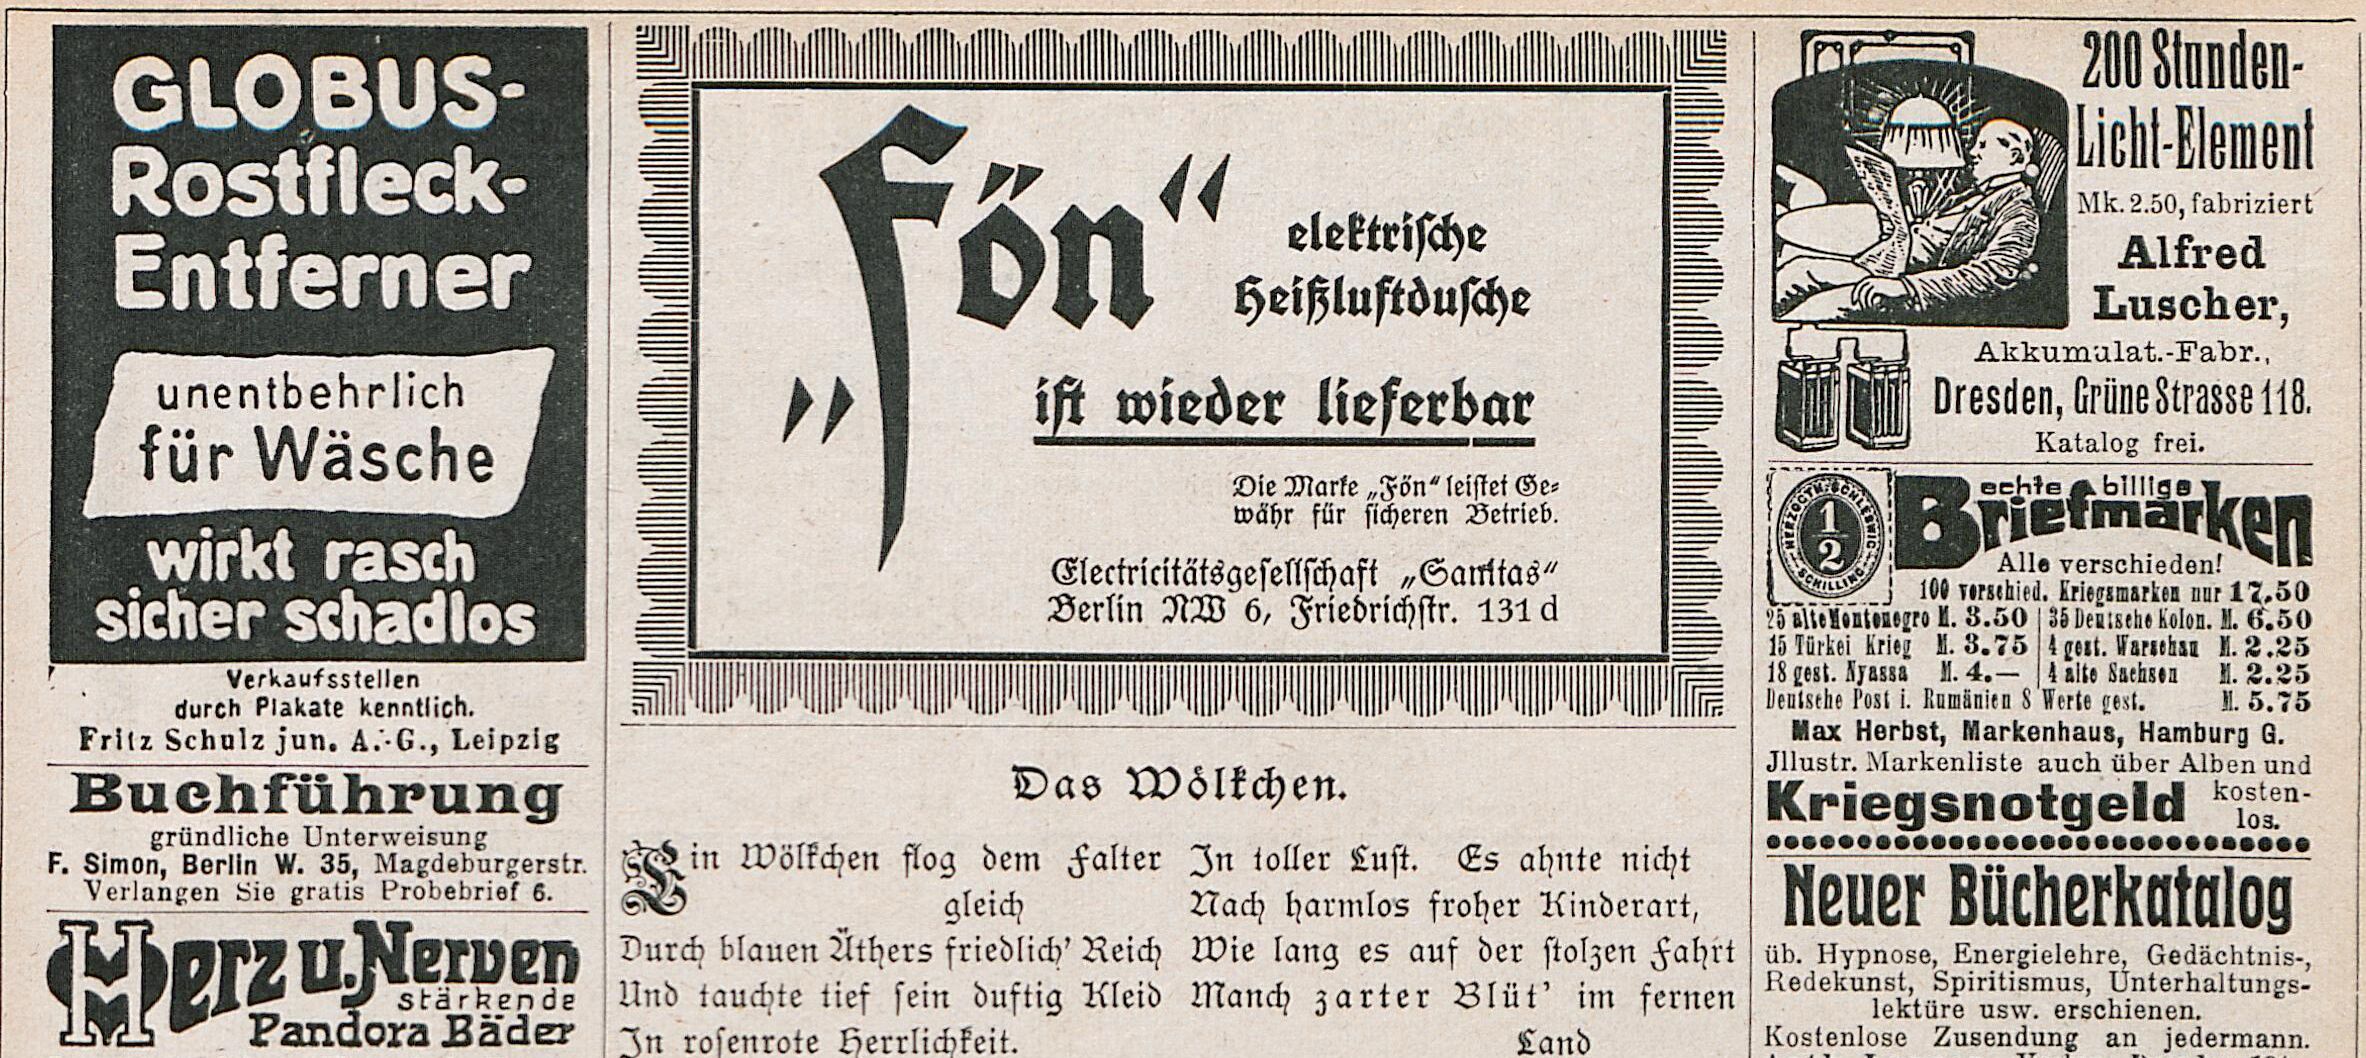 GLOBUS-
Rostfleck-
Entferner
unentbehrlich
für Wäsche
wirkt rasch
sicher schadlos
Verkaufsstellen
durch Plakate kenntlich.
Fritz Schulz jun. A.-G., Leipzig
Buchführung
gründliche Unterweisung
F. Simon, Berlin W. 35, Magdeburgerstr.
Verlangen Sie gratis Probebrief 6.
Herz u. Nerven
stärkende
Pandora Bäder
„Fön“
elektrische
Heißluftdusche
ist wieder lieferbar
Die Marke „Fön“ leistet Ge-
währ für sicheren Betrieb.
Electricitätsgesellschaft „Sanitas“
Berlin NW 6, Friedrichstr. 131 d
Das Wölkchen.
Ein Wölkchen flog dem Falter
gleich
Durch blauen Äthers friedlich' Reich
Und tauchte tief sein duftig Kleid
In rosenrote Herrlichkeit.
In toller Lust. Es ahnte nicht
Nach harmlos froher Kinderart,
Wie lang es auf der stolzen Fahrt
Manch zarter Blüt' im fernen
Land
200 Stunden-
Licht-Element
Mk. 2.50, fabriziert
Alfred
Luscher,
Akkumulat.-Fabr.,
Dresden, Grüne Strasse 118.
Katalog frei.
HERZOGTH. SCHLESWIG
1/2
SCHILLING
echte billige
Briefmarken
Alle verschieden!
100 verschied. Kriegsmarken nur 17.50
25 alte Montenegro M. 3.50 | 35 Deutsche Kolon. M. 6.50
15 Türkei Krieg M. 3.75 | 4 gest. Warschau M. 2.25
18 gest. Nyassa M. 4.— | 4 alte Sachsen M. 2.25
Deutsche Post i. Rumänien 8 Werte gest. M. 5.75
Max Herbst, Markenhaus, Hamburg G.
Jllustr. Markenliste auch über Alben und
Kriegsnotgeld kosten-
los.
Neuer Bücherkatalog
üb. Hypnose, Energielehre, Gedächtnis-,
Redekunst, Spiritismus, Unterhaltungs-
lektüre usw. erschienen.
Kostenlose Zusendung an jedermann.